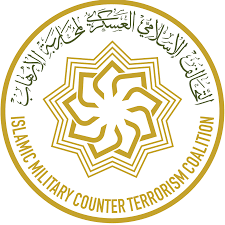 التحالف الإسلامي العسكري لمحاربة الإرهاب
ISLAMIC MILITARY COUNTER TERRORISM COALITION